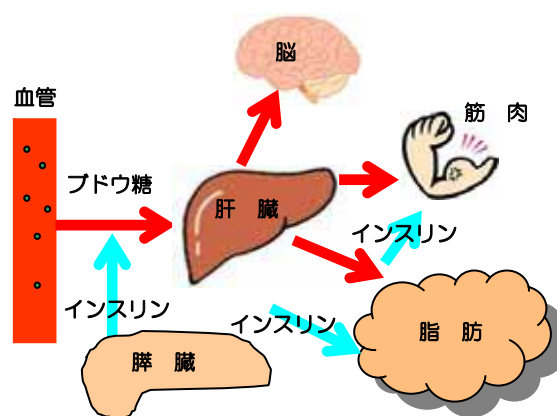 脳
血管
筋 肉
ブドウ糖
肝 臓
インスリン
インスリン
インスリン
脂 肪
膵 臓